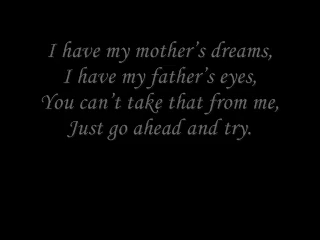 I have my mother's dreams,
I have my father's eyes,
You can't take that from me,
Just go ahead and try.